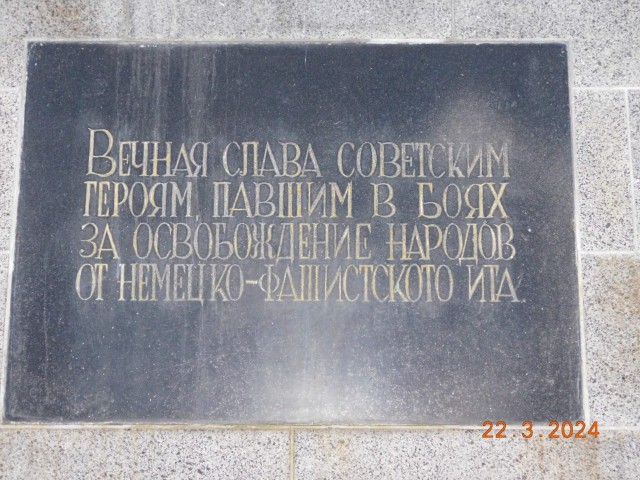 Вечная слава советским
героям, павшим в боях
за освобождение народов
от немецко-фашистского ига
22 3 2024